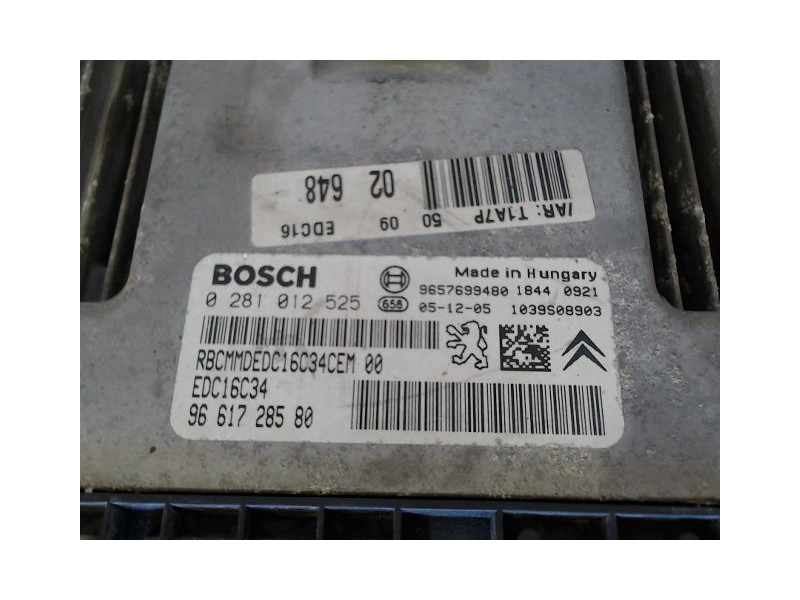 /AR: T1A7P
50 09 EDC16
02 648
BOSCH
Made in Hungary
0 281 012 525
658
9657699480 1844 0921
05-12-05
1039S08903
RBCMMDEDC16C34CEM 00
EDC16C34
96 617 285 80